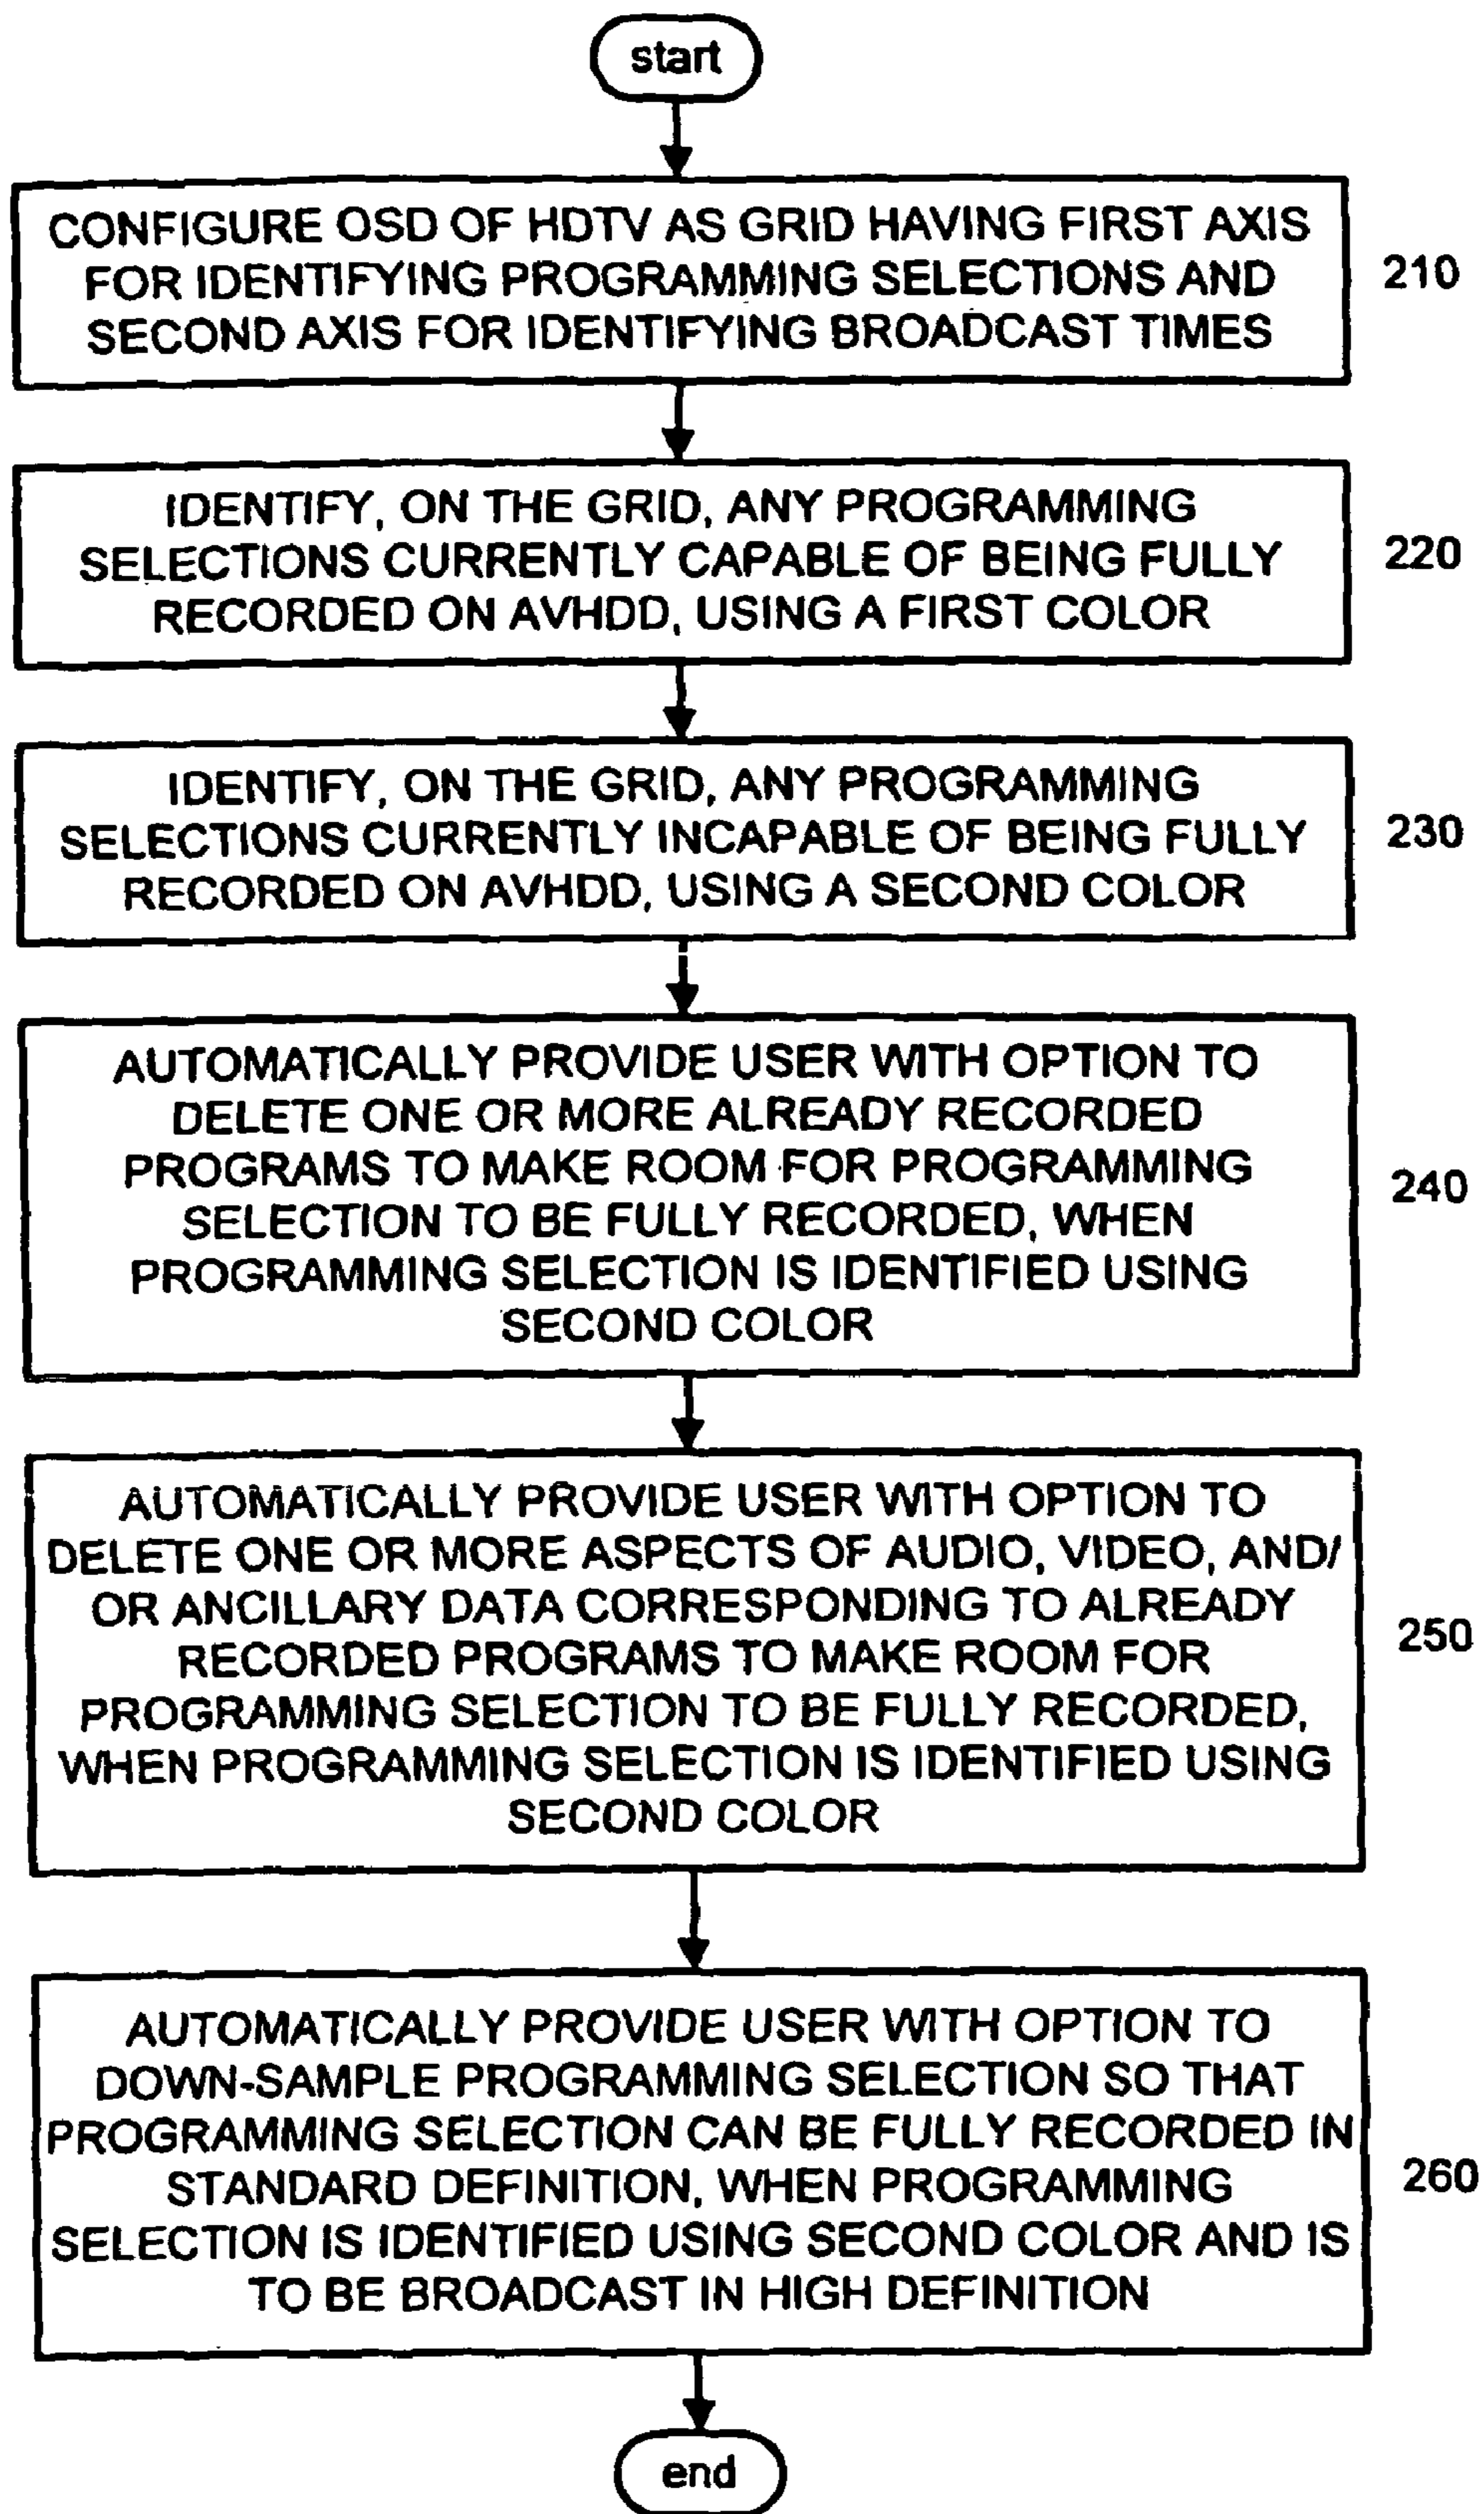 start
CONFIGURE OSD OF HDTV AS GRID HAVING FIRST AXIS
FOR IDENTIFYING PROGRAMMING SELECTIONS AND
SECOND AXIS FOR IDENTIFYING BROADCAST TIMES
210
IDENTIFY, ON THE GRID, ANY PROGRAMMING
SELECTIONS CURRENTLY CAPABLE OF BEING FULLY
RECORDED ON AVHDD, USING A FIRST COLOR
220
IDENTIFY, ON THE GRID, ANY PROGRAMMING
SELECTIONS CURRENTLY INCAPABLE OF BEING FULLY
RECORDED ON AVHDD, USING A SECOND COLOR
230
AUTOMATICALLY PROVIDE USER WITH OPTION TO
DELETE ONE OR MORE ALREADY RECORDED
PROGRAMS TO MAKE ROOM FOR PROGRAMMING
SELECTION TO BE FULLY RECORDED, WHEN
PROGRAMMING SELECTION IS IDENTIFIED USING
SECOND COLOR
240
AUTOMATICALLY PROVIDE USER WITH OPTION TO
DELETE ONE OR MORE ASPECTS OF AUDIO, VIDEO, AND/
OR ANCILLARY DATA CORRESPONDING TO ALREADY
RECORDED PROGRAMS TO MAKE ROOM FOR
PROGRAMMING SELECTION TO BE FULLY RECORDED,
WHEN PROGRAMMING SELECTION IS IDENTIFIED USING
SECOND COLOR
250
AUTOMATICALLY PROVIDE USER WITH OPTION TO
DOWN-SAMPLE PROGRAMMING SELECTION SO THAT
PROGRAMMING SELECTION CAN BE FULLY RECORDED IN
STANDARD DEFINITION, WHEN PROGRAMMING
SELECTION IS IDENTIFIED USING SECOND COLOR AND IS
TO BE BROADCAST IN HIGH DEFINITION
260
end